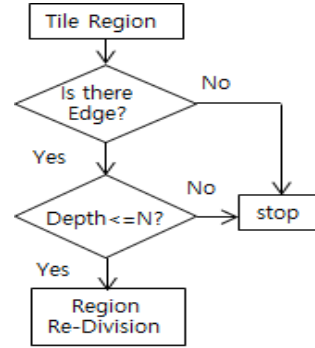 Tile Region
No
Is there
Edge?
Yes
No
Depth<=N?
stop
Yes
Region
Re-Division